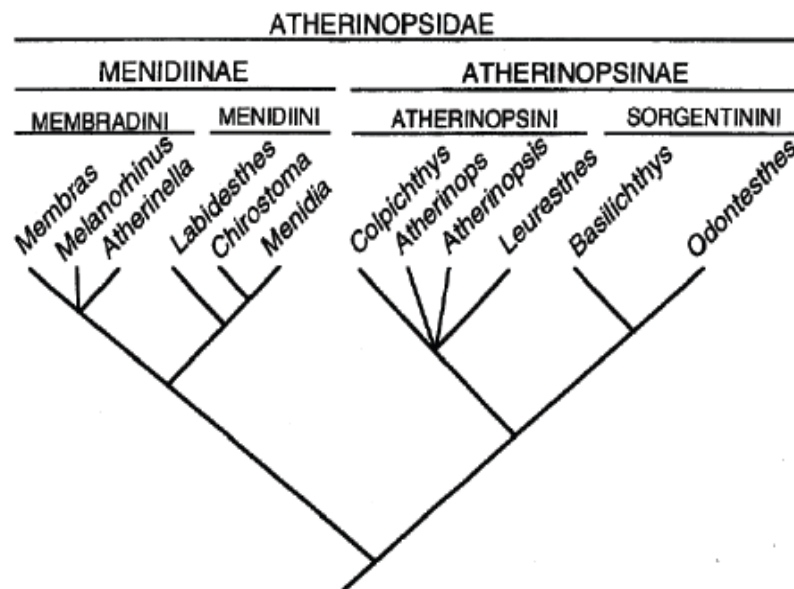 ATHERINOPSIDAE
MENIDIINAE ATHERINOPSINAE
MEMBRADINI MENIDIINI ATHERINOPSINI SORGENTININI
Membras Melanorhinus Atherinella Labidesthes Chirostoma Menidia Colpichthys Atherinops Atherinopsis Leuresthes Basilichthys Odontesthes